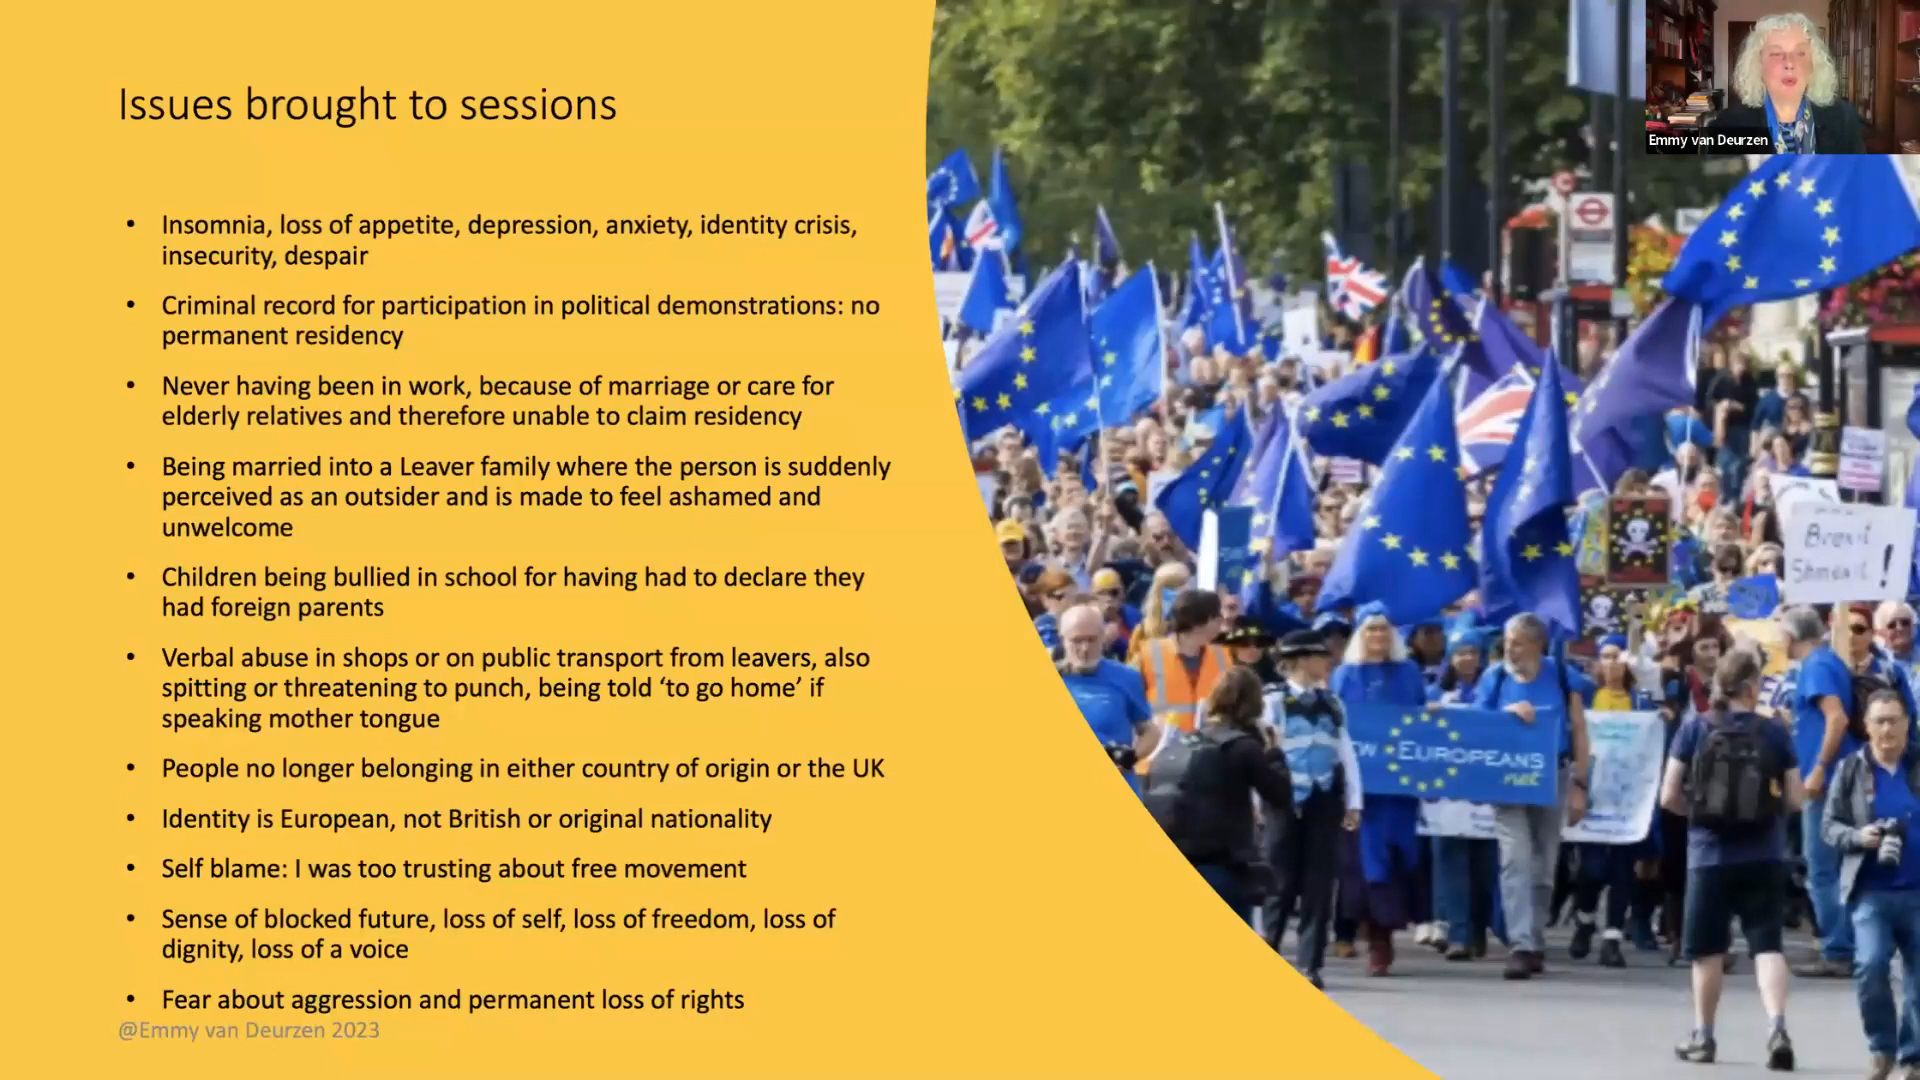 Issues brought to sessions
• Insomnia, loss of appetite, depression, anxiety, identity crisis,
insecurity, despair
• Criminal record for participation in political demonstrations: no
permanent residency
• Never having been in work, because of marriage or care for
elderly relatives and therefore unable to claim residency
• Being married into a Leaver family where the person is suddenly
perceived as an outsider and is made to feel ashamed and
unwelcome
• Children being bullied in school for having had to declare they
had foreign parents
• Verbal abuse in shops or on public transport from leavers, also
spitting or threatening to punch, being told ‘to go home’ if
speaking mother tongue
• People no longer belonging in either country of origin or the UK
• Identity is European, not British or original nationality
• Self blame: I was too trusting about free movement
• Sense of blocked future, loss of self, loss of freedom, loss of
dignity, loss of a voice
• Fear about aggression and permanent loss of rights
@Emmy van Deurzen 2023
Emmy van Deurzen
Brexit
Shmexit!
EUROPEANS
net